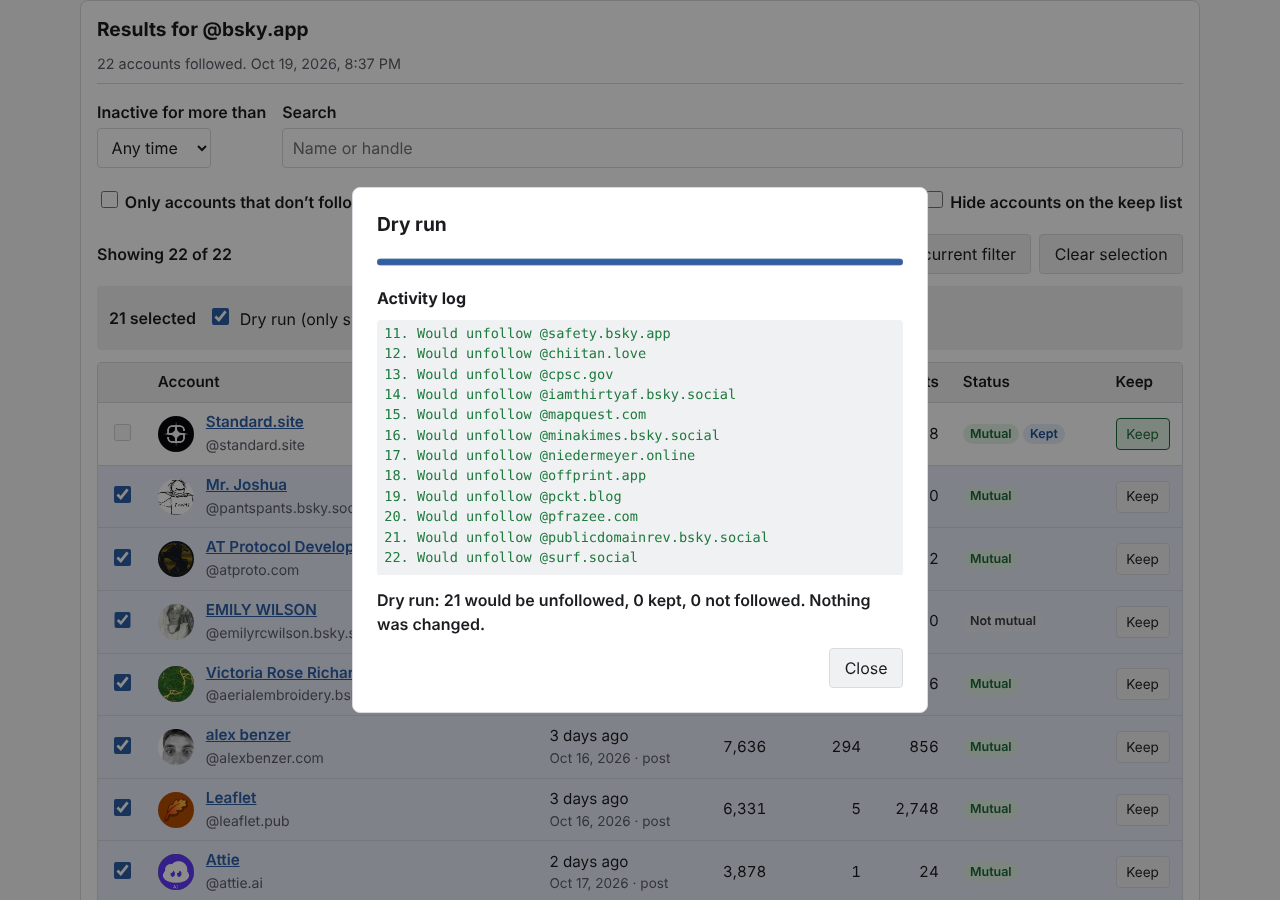 Results for @bsky.app
22 accounts followed. Oct 19, 2026, 8:37 PM
Inactive for more than
Search
Any time
Name or handle
Only accounts that don't follo
Hide accounts on the keep list
Showing 22 of 22
current filter
Clear selection
21 selected
Dry run (only s
Account
ts
Status
Keep
Standard.site
@standard.site
8
Mutual
Kept
Keep
Mr. Joshua
@pantspants.bsky.soc
0
Mutual
Keep
AT Protocol Develop
@atproto.com
2
Mutual
Keep
EMILY WILSON
@emilyrcwilson.bsky.s
0
Not mutual
Keep
Victoria Rose Richar
@aerialembroidery.bs
6
Mutual
Keep
alex benzer
@alexbenzer.com
3 days ago
Oct 16, 2026 · post
7,636
294
856
Mutual
Keep
Leaflet
@leaflet.pub
3 days ago
Oct 16, 2026 · post
6,331
5
2,748
Mutual
Keep
Attie
@attie.ai
2 days ago
Oct 17, 2026 · post
3,878
1
24
Mutual
Keep
Dry run
Activity log
11. Would unfollow @safety.bsky.app
12. Would unfollow @chiitan.love
13. Would unfollow @cpsc.gov
14. Would unfollow @iamthirtyaf.bsky.social
15. Would unfollow @mapquest.com
16. Would unfollow @minakimes.bsky.social
17. Would unfollow @niedermeyer.online
18. Would unfollow @offprint.app
19. Would unfollow @pckt.blog
20. Would unfollow @pfrazee.com
21. Would unfollow @publicdomainrev.bsky.social
22. Would unfollow @surf.social
Dry run: 21 would be unfollowed, 0 kept, 0 not followed. Nothing
was changed.
Close